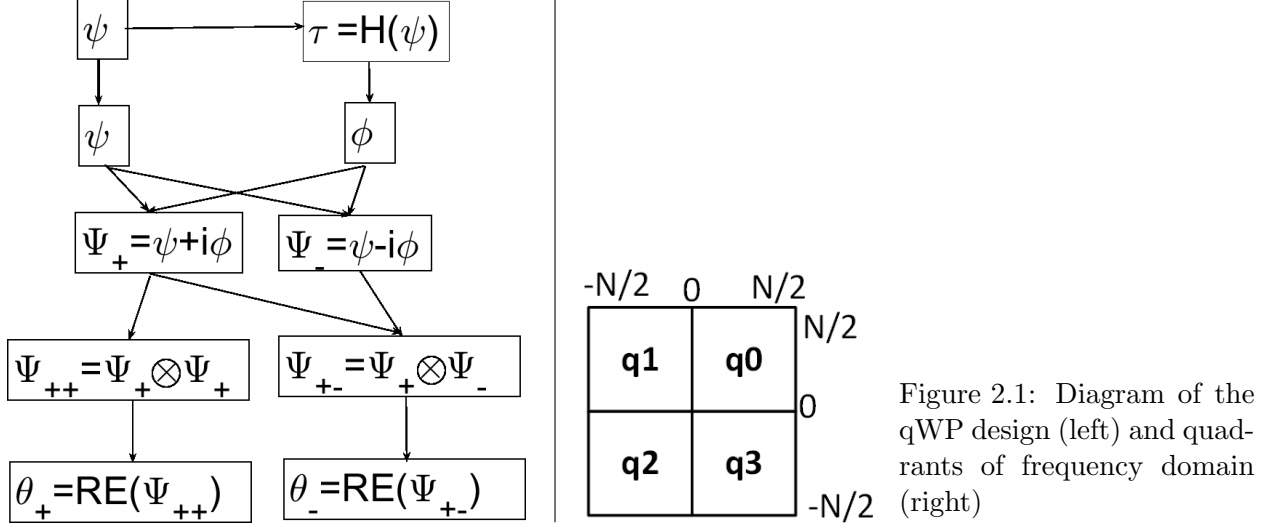 ψ
τ =H(ψ)
ψ
ϕ
Ψ₊=ψ+iϕ
Ψ₋=ψ-iϕ
Ψ₊₊=Ψ₊⊗Ψ₊
Ψ₊₋=Ψ₊⊗Ψ₋
θ₊=RE(Ψ₊₊)
θ₋=RE(Ψ₊₋)
-N/2 0 N/2
N/2
q1 q0
0
q2 q3
-N/2
Figure 2.1: Diagram of the
qWP design (left) and quad-
rants of frequency domain
(right)